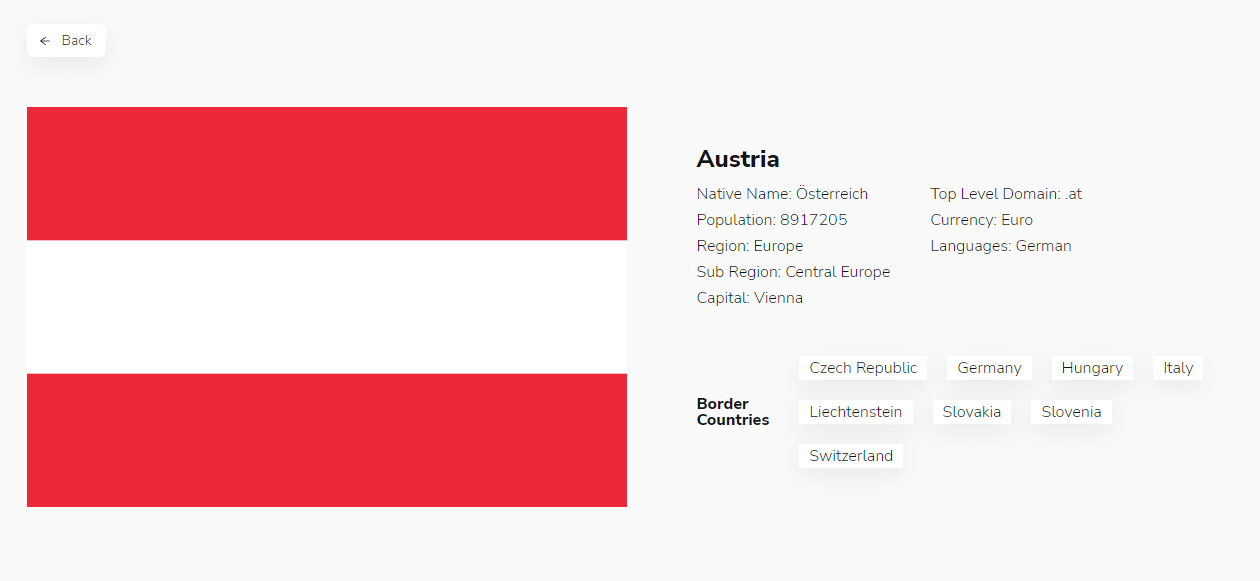 ← Back
Austria
Native Name: Österreich
Population: 8917205
Region: Europe
Sub Region: Central Europe
Capital: Vienna
Top Level Domain: .at
Currency: Euro
Languages: German
Border
Countries
Czech Republic Germany Hungary Italy
Liechtenstein Slovakia Slovenia
Switzerland